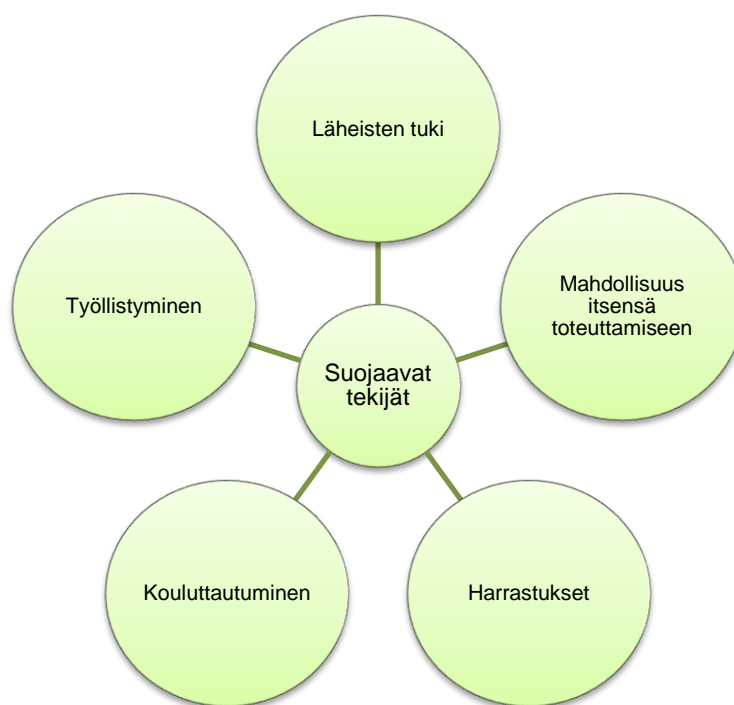 Läheisten tuki
Mahdollisuus
itsensä
toteuttamiseen
Työllistyminen
Suojaavat
tekijät
Kouluttautuminen
Harrastukset